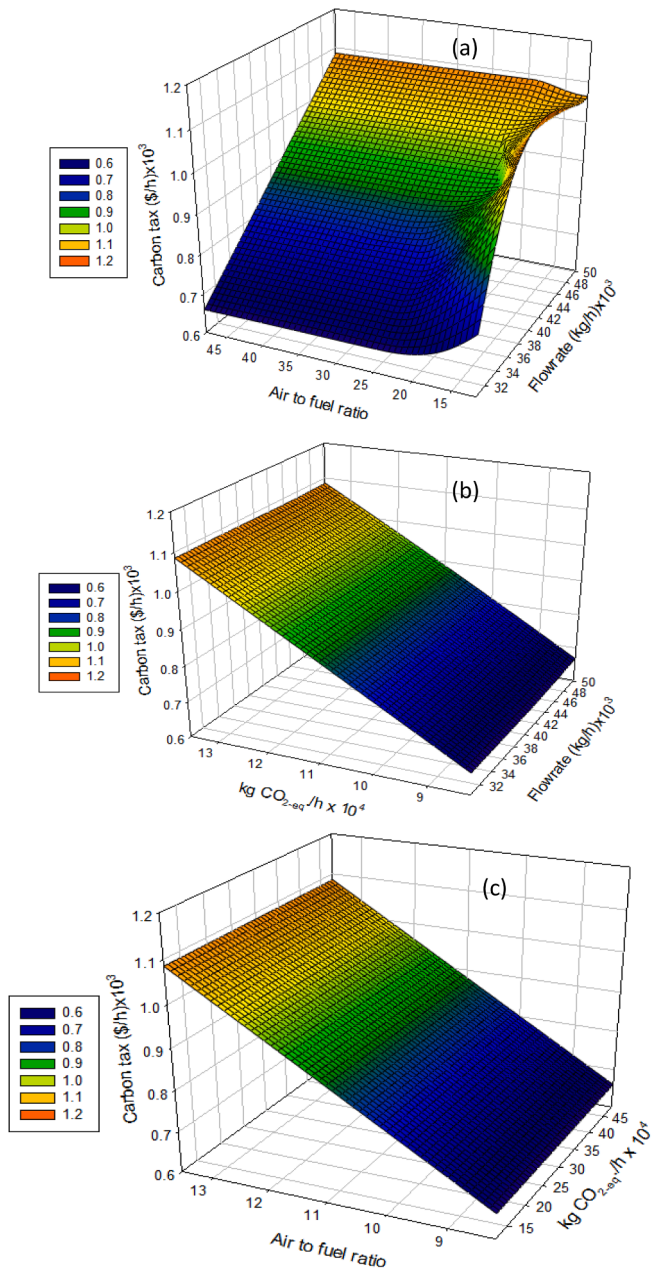 (a)
1.2
1.1
1.0
0.9
0.8
0.7
0.6
Carbon tax ($/h)x10³
0.6
0.7
0.8
0.9
1.0
1.1
1.2
45 40 35 30 25 20 15
Air to fuel ratio
32 34 36 38 40 42 44 46 48 50
Flowrate (kg/h)x10³
(b)
1.2
1.1
1.0
0.9
0.8
0.7
0.6
Carbon tax ($/h)x10³
0.6
0.7
0.8
0.9
1.0
1.1
1.2
13 12 11 10 9
kg CO₂-eq./h x 10⁴
32 34 36 38 40 42 44 46 48 50
Flowrate (kg/h)x10³
(c)
1.2
1.1
1.0
0.9
0.8
0.7
0.6
Carbon tax ($/h)x10³
0.6
0.7
0.8
0.9
1.0
1.1
1.2
13 12 11 10 9
Air to fuel ratio
15 20 25 30 35 40 45
kg CO₂-eq./h x 10⁴